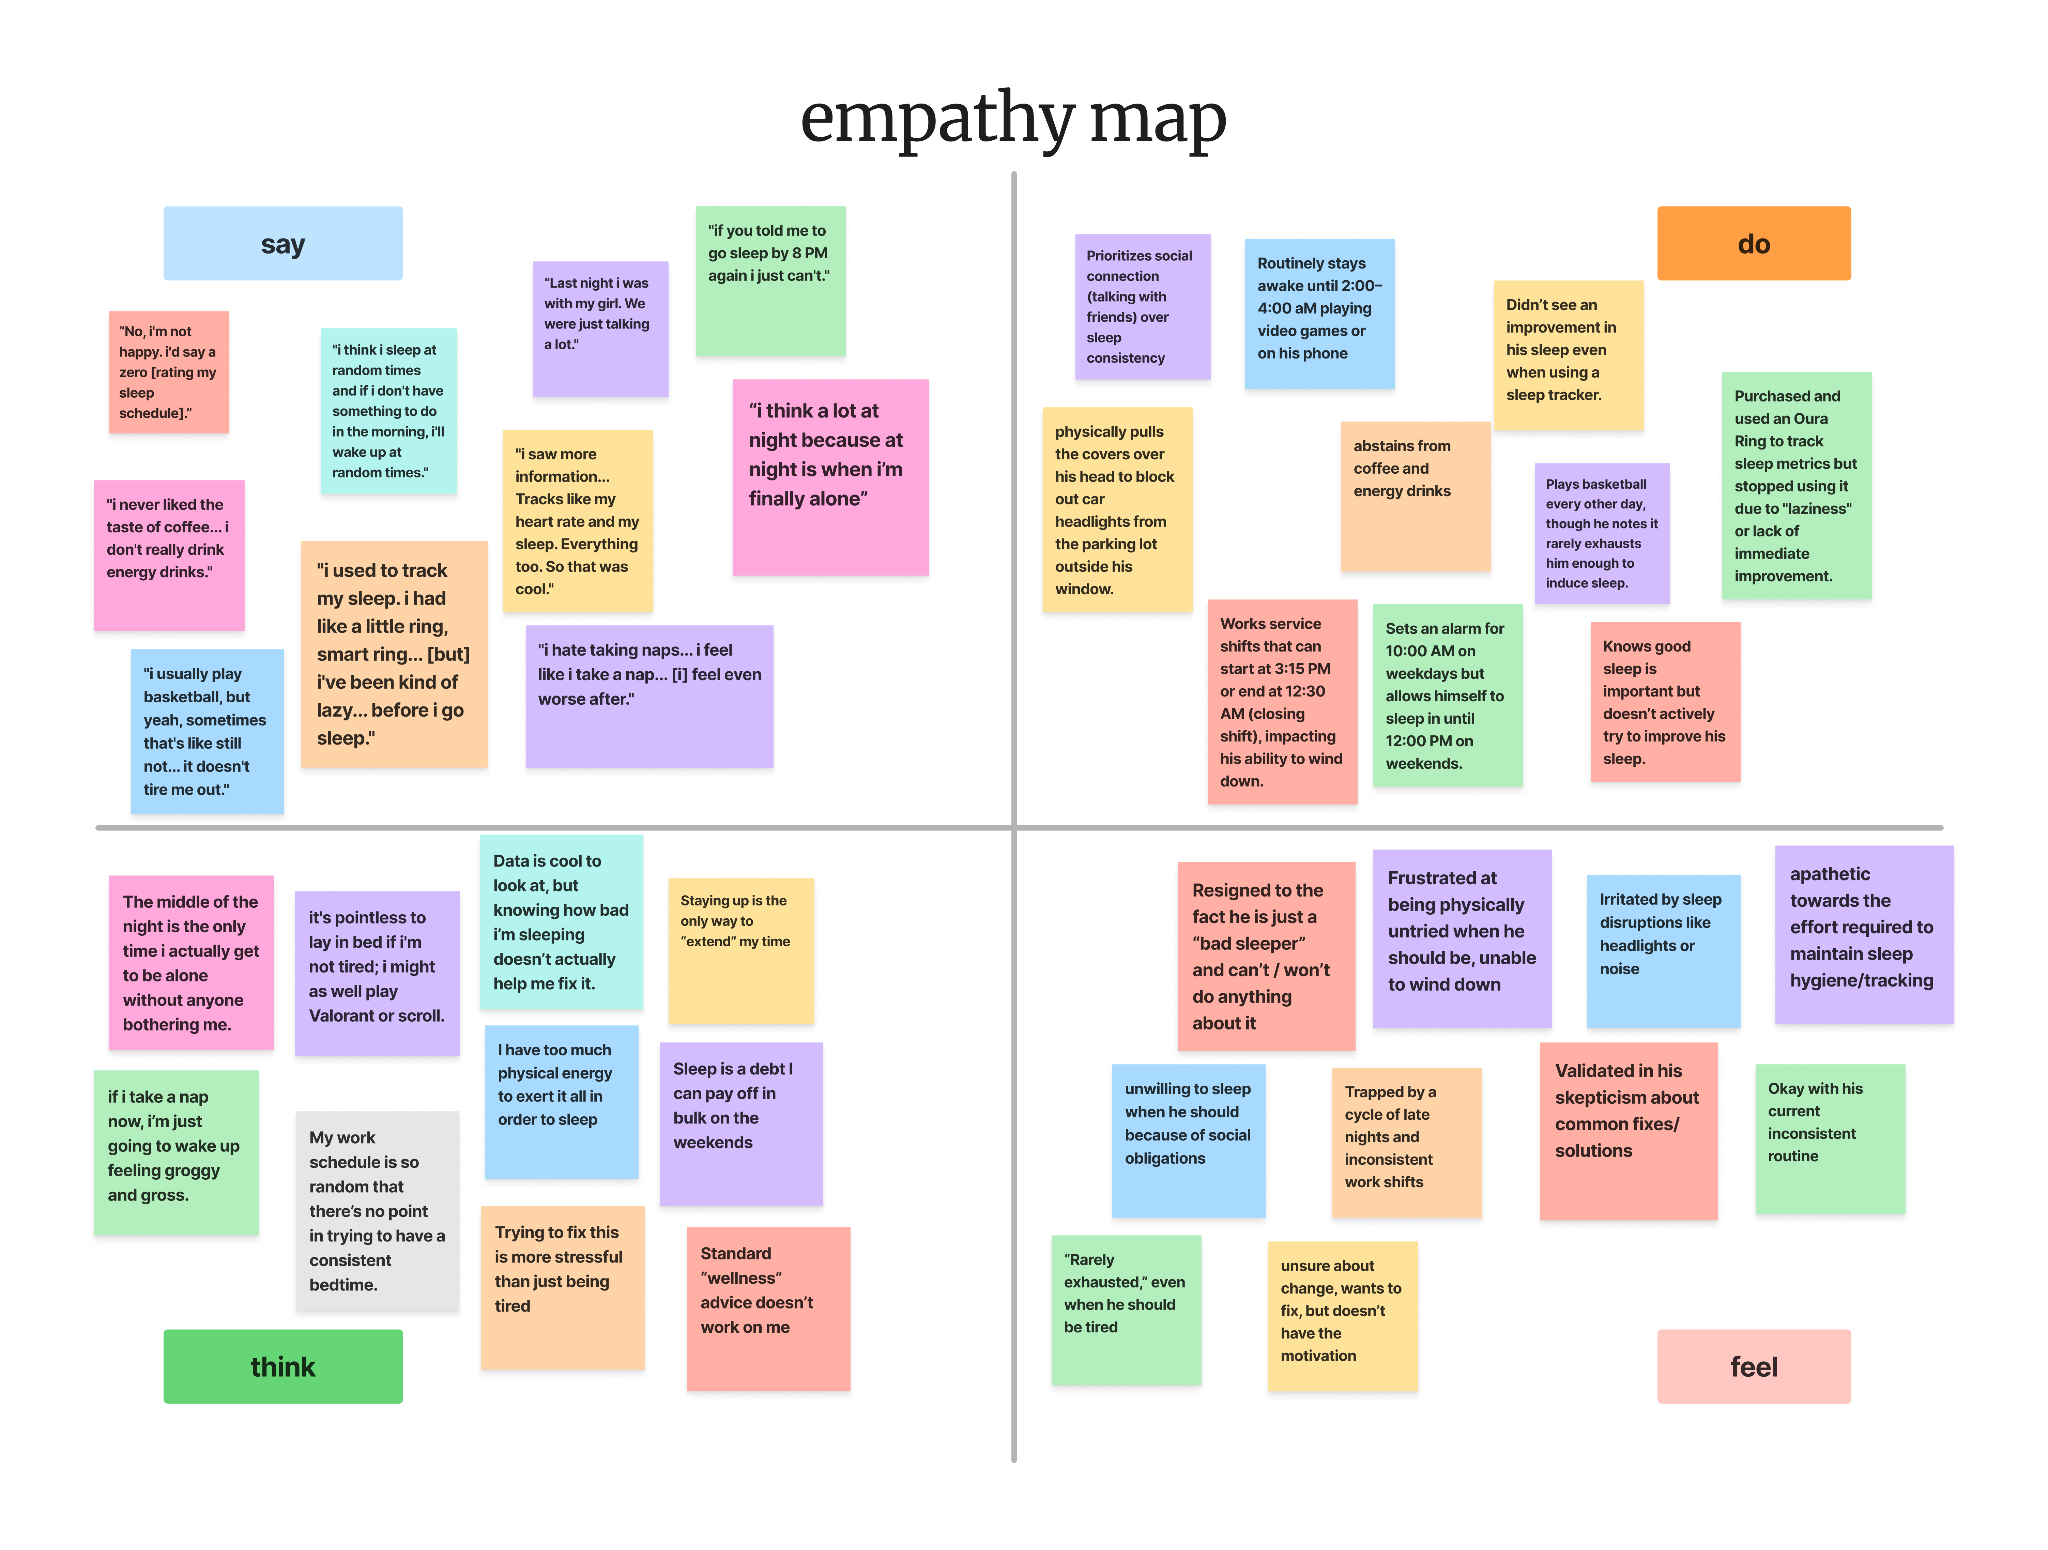 empathy map
say
"if you told me to
go sleep by 8 PM
again i just can't."
“Last night i was
with my girl. We
were just talking
a lot."
“No, i'm not
happy. i'd say a
zero [rating my
sleep
schedule].”
"i think i sleep at
random times
and if i don't have
something to do
in the morning, i'll
wake up at
random times."
“i think a lot at
night because at
night is when i’m
finally alone”
"i saw more
information...
Tracks like my
heart rate and my
sleep. Everything
too. So that was
cool."
"i never liked the
taste of coffee... i
don't really drink
energy drinks."
"i used to track
my sleep. i had
like a little ring,
smart ring... [but]
i've been kind of
lazy... before i go
sleep."
"i hate taking naps... i feel
like i take a nap... [i] feel even
worse after."
"i usually play
basketball, but
yeah, sometimes
that's like still
not... it doesn't
tire me out."
do
Prioritizes social
connection
(talking with
friends) over
sleep
consistency
Routinely stays
awake until 2:00–
4:00 aM playing
video games or
on his phone
Didn’t see an
improvement in
his sleep even
when using a
sleep tracker.
Purchased and
used an Oura
Ring to track
sleep metrics but
stopped using it
due to "laziness"
or lack of
immediate
improvement.
physically pulls
the covers over
his head to block
out car
headlights from
the parking lot
outside his
window.
abstains from
coffee and
energy drinks
Plays basketball
every other day,
though he notes it
rarely exhausts
him enough to
induce sleep.
Works service
shifts that can
start at 3:15 PM
or end at 12:30
AM (closing
shift), impacting
his ability to wind
down.
Sets an alarm for
10:00 AM on
weekdays but
allows himself to
sleep in until
12:00 PM on
weekends.
Knows good
sleep is
important but
doesn’t actively
try to improve his
sleep.
The middle of the
night is the only
time i actually get
to be alone
without anyone
bothering me.
it's pointless to
lay in bed if i'm
not tired; i might
as well play
Valorant or scroll.
Data is cool to
look at, but
knowing how bad
i’m sleeping
doesn’t actually
help me fix it.
Staying up is the
only way to
“extend” my time
I have too much
physical energy
to exert it all in
order to sleep
Sleep is a debt I
can pay off in
bulk on the
weekends
if i take a nap
now, i’m just
going to wake up
feeling groggy
and gross.
My work
schedule is so
random that
there’s no point
in trying to have a
consistent
bedtime.
Trying to fix this
is more stressful
than just being
tired
Standard
“wellness”
advice doesn’t
work on me
think
Resigned to the
fact he is just a
“bad sleeper”
and can’t / won’t
do anything
about it
Frustrated at
being physically
untried when he
should be, unable
to wind down
Irritated by sleep
disruptions like
headlights or
noise
apathetic
towards the
effort required to
maintain sleep
hygiene/tracking
unwilling to sleep
when he should
because of social
obligations
Trapped by a
cycle of late
nights and
inconsistent
work shifts
Validated in his
skepticism about
common fixes/
solutions
Okay with his
current
inconsistent
routine
“Rarely
exhausted,” even
when he should
be tired
unsure about
change, wants to
fix, but doesn’t
have the
motivation
feel